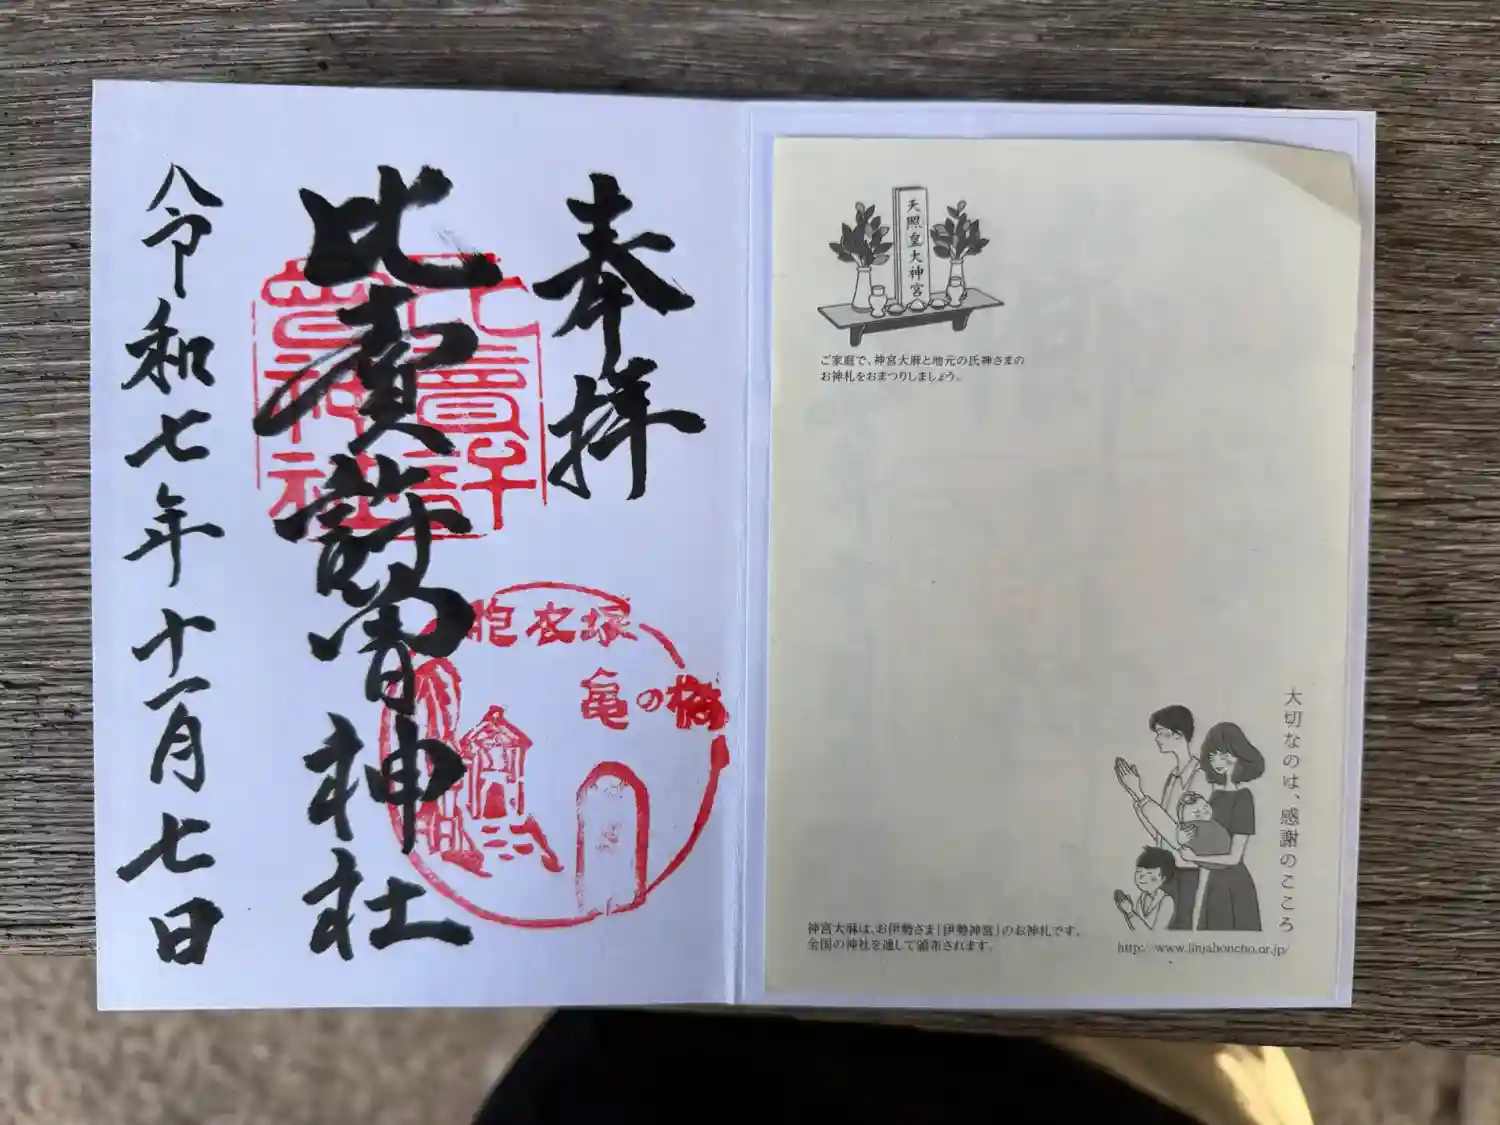 奉拝
比賣許曽神社
令和七年十一月七日
比賣許
曽神社
胞衣塚
亀の橋
天照皇大神宮
ご家庭で、神宮大麻と地元の氏神さまの
お神札をおまつりしましょう。
大切なのは、感謝のこころ
神宮大麻は、お伊勢さま「伊勢神宮」のお神札です。
全国の神社を通して頒布されます。
http://www.jinjahoncho.or.jp/